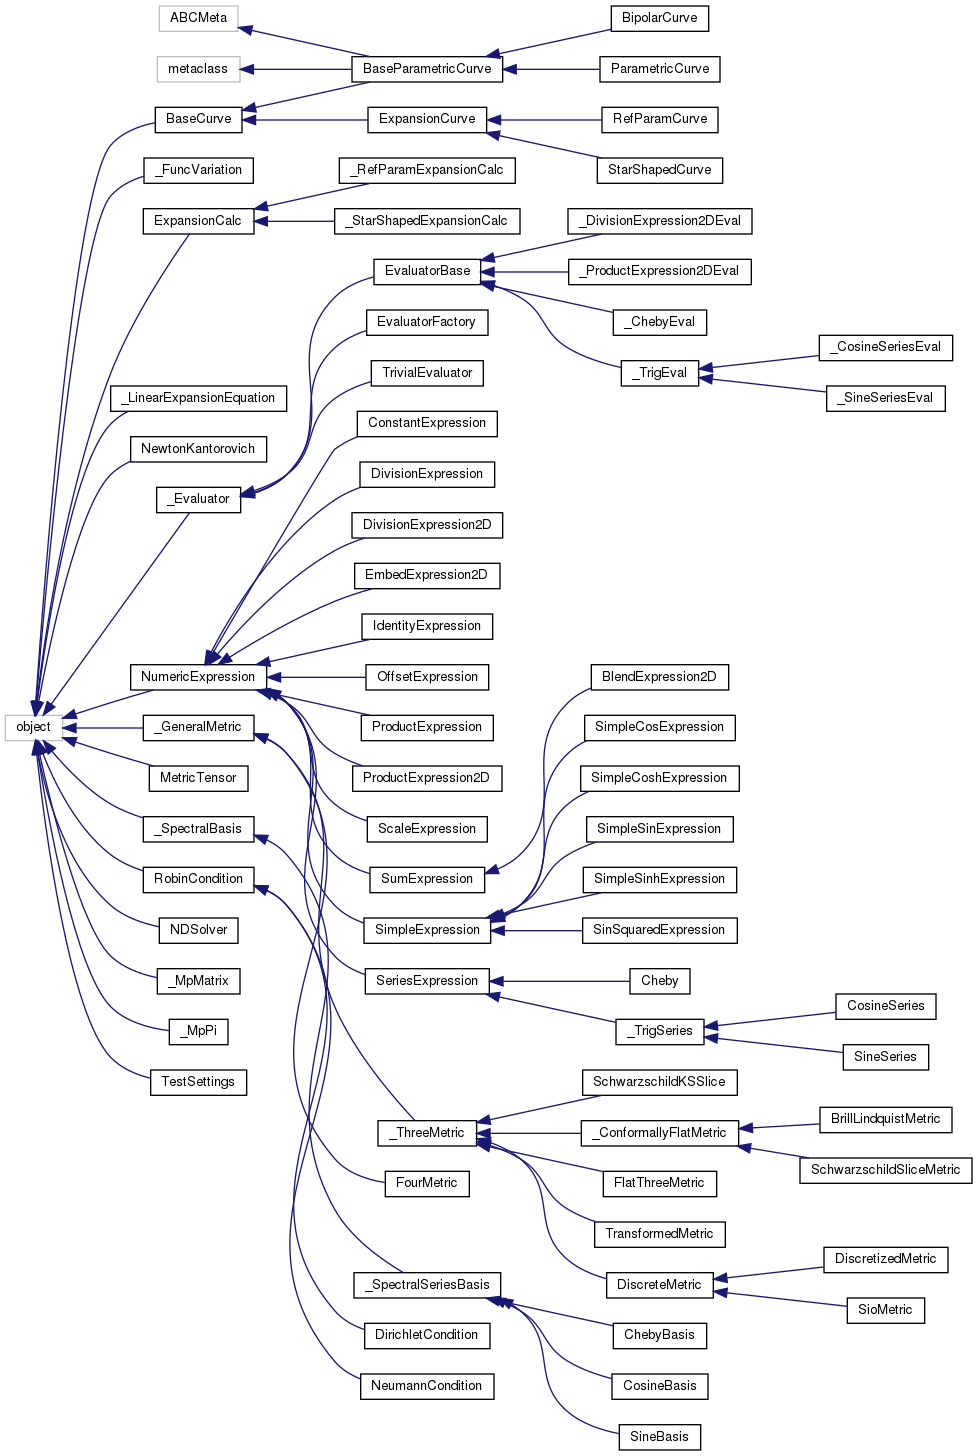 ABCMeta
BipolarCurve
metaclass
BaseParametricCurve
ParametricCurve
BaseCurve
ExpansionCurve
RefParamCurve
_FuncVariation
_RefParamExpansionCalc
StarShapedCurve
ExpansionCalc
_StarShapedExpansionCalc
_DivisionExpression2DEval
EvaluatorBase
_ProductExpression2DEval
EvaluatorFactory
_ChebyEval
_CosineSeriesEval
TrivialEvaluator
_TrigEval
_LinearExpansionEquation
_SineSeriesEval
ConstantExpression
NewtonKantorovich
DivisionExpression
_Evaluator
DivisionExpression2D
EmbedExpression2D
IdentityExpression
NumericExpression
OffsetExpression
BlendExpression2D
object
_GeneralMetric
ProductExpression
SimpleCosExpression
MetricTensor
ProductExpression2D
SimpleCoshExpression
_SpectralBasis
ScaleExpression
SimpleSinExpression
RobinCondition
SumExpression
SimpleSinhExpression
NDSolver
SimpleExpression
SinSquaredExpression
_MpMatrix
SeriesExpression
Cheby
CosineSeries
_MpPi
_TrigSeries
SineSeries
TestSettings
SchwarzschildKSSlice
_ThreeMetric
_ConformallyFlatMetric
BrillLindquistMetric
FourMetric
FlatThreeMetric
SchwarzschildSliceMetric
TransformedMetric
_SpectralSeriesBasis
DiscreteMetric
DiscretizedMetric
SioMetric
DirichletCondition
ChebyBasis
NeumannCondition
CosineBasis
SineBasis